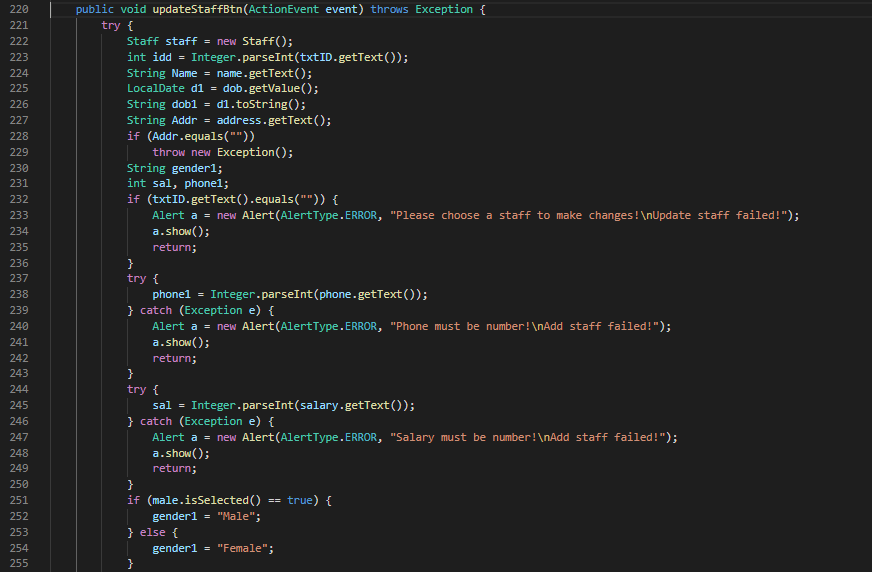 220 public void updateStaffBtn(ActionEvent event) throws Exception {
221 try {
222 Staff staff = new Staff();
223 int idd = Integer.parseInt(txtID.getText());
224 String Name = name.getText();
225 LocalDate d1 = dob.getValue();
226 String dob1 = d1.toString();
227 String Addr = address.getText();
228 if (Addr.equals(""))
229 throw new Exception();
230 String gender1;
231 int sal, phone1;
232 if (txtID.getText().equals("")) {
233 Alert a = new Alert(AlertType.ERROR, "Please choose a staff to make changes!\nUpdate staff failed!");
234 a.show();
235 return;
236 }
237 try {
238 phone1 = Integer.parseInt(phone.getText());
239 } catch (Exception e) {
240 Alert a = new Alert(AlertType.ERROR, "Phone must be number!\nAdd staff failed!");
241 a.show();
242 return;
243 }
244 try {
245 sal = Integer.parseInt(salary.getText());
246 } catch (Exception e) {
247 Alert a = new Alert(AlertType.ERROR, "Salary must be number!\nAdd staff failed!");
248 a.show();
249 return;
250 }
251 if (male.isSelected() == true) {
252 gender1 = "Male";
253 } else {
254 gender1 = "Female";
255 }